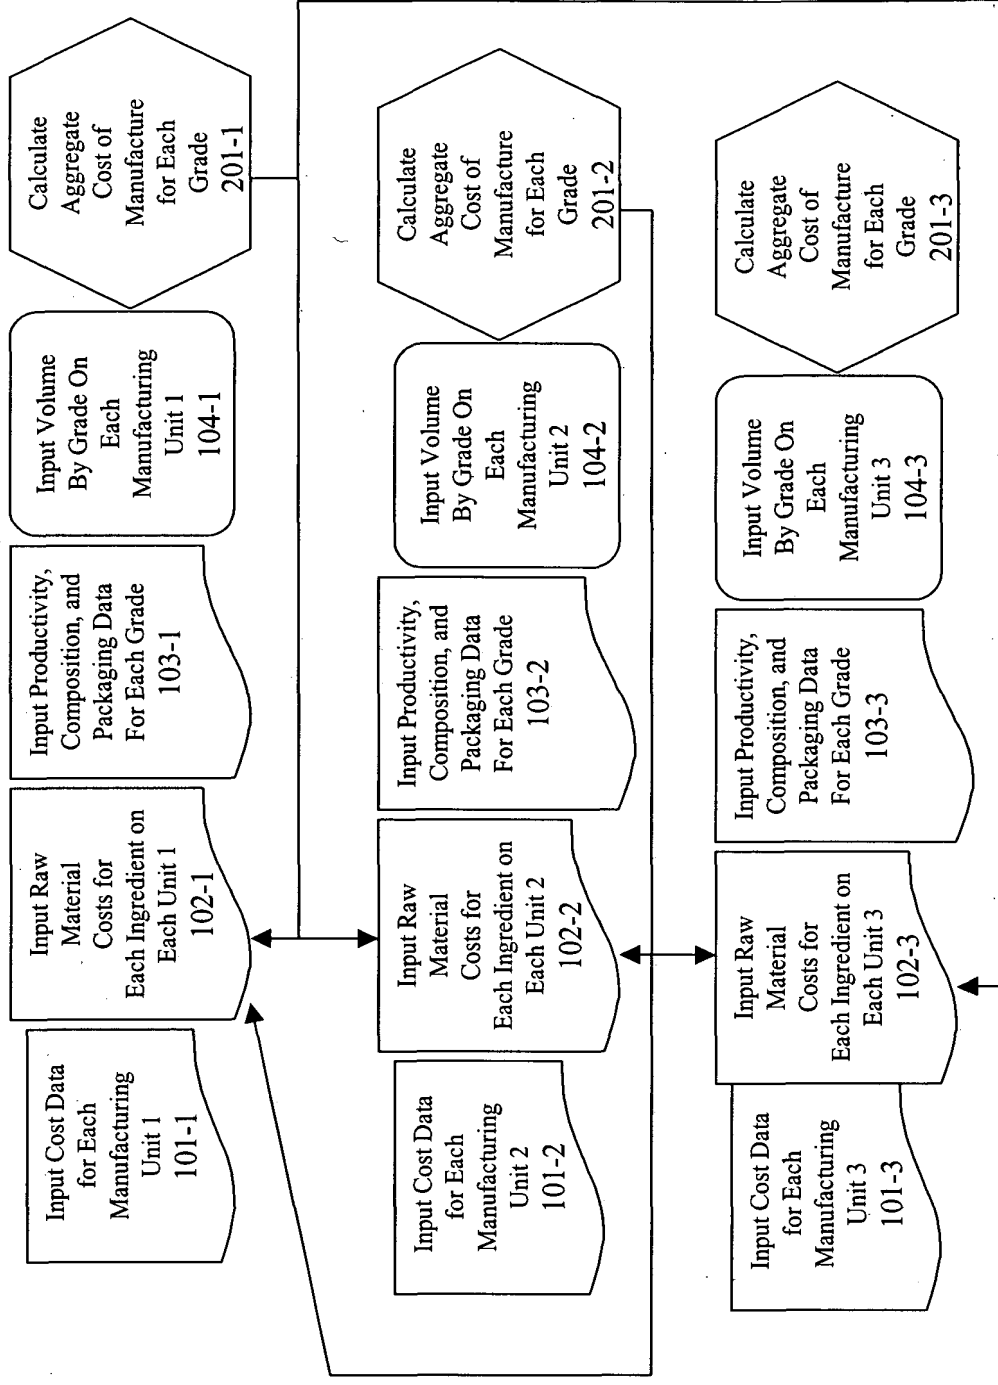 Input Cost Data
for Each
Manufacturing
Unit 1
101-1
Input Raw
Material
Costs for
Each Ingredient on
Each Unit 1
102-1
Input Productivity,
Composition, and
Packaging Data
For Each Grade
103-1
Input Volume
By Grade On
Each
Manufacturing
Unit 1
104-1
Calculate
Aggregate
Cost of
Manufacture
for Each
Grade
201-1
Input Cost Data
for Each
Manufacturing
Unit 2
101-2
Input Raw
Material
Costs for
Each Ingredient on
Each Unit 2
102-2
Input Productivity,
Composition, and
Packaging Data
For Each Grade
103-2
Input Volume
By Grade On
Each
Manufacturing
Unit 2
104-2
Calculate
Aggregate
Cost of
Manufacture
for Each
Grade
201-2
Input Cost Data
for Each
Manufacturing
Unit 3
101-3
Input Raw
Material
Costs for
Each Ingredient on
Each Unit 3
102-3
Input Productivity,
Composition, and
Packaging Data
For Each Grade
103-3
Input Volume
By Grade On
Each
Manufacturing
Unit 3
104-3
Calculate
Aggregate
Cost of
Manufacture
for Each
Grade
201-3